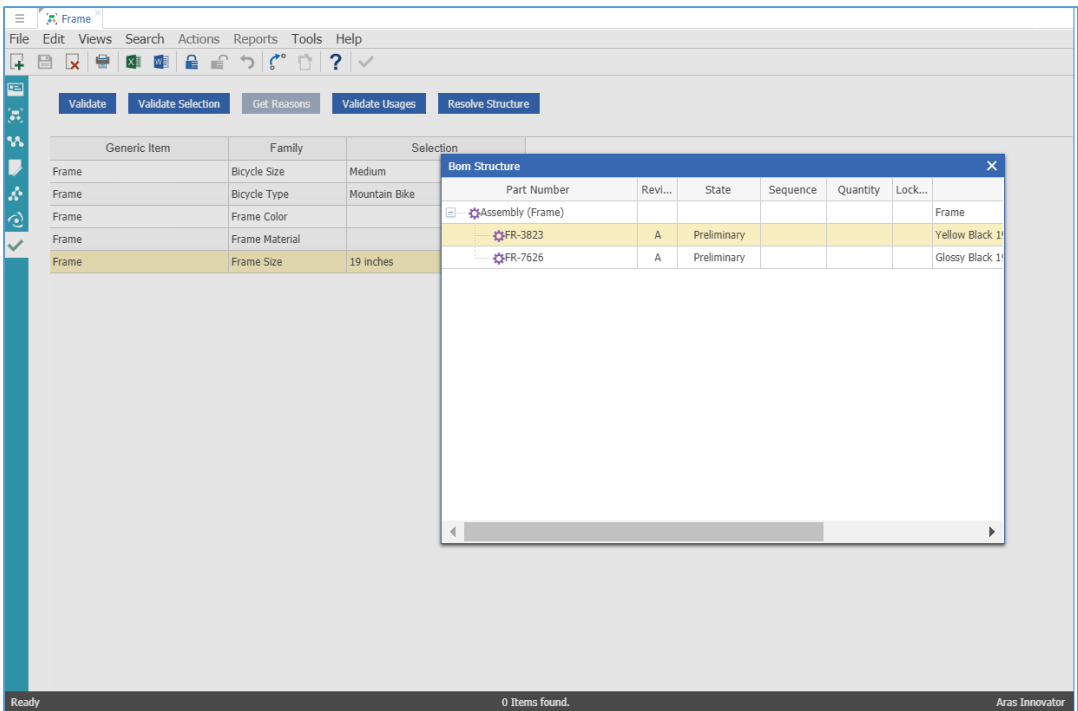 Frame
File Edit Views Search Actions Reports Tools Help
Validate Validate Selection Get Reasons Validate Usages Resolve Structure
Generic Item Family Selection
Frame Bicycle Size Medium
Frame Bicycle Type Mountain Bike
Frame Frame Color
Frame Frame Material
Frame Frame Size 19 inches
Bom Structure
Part Number Revi... State Sequence Quantity Lock...
Assembly (Frame) Frame
FR-3823 A Preliminary Yellow Black 19
FR-7626 A Preliminary Glossy Black 19
Ready 0 Items found. Aras Innovator